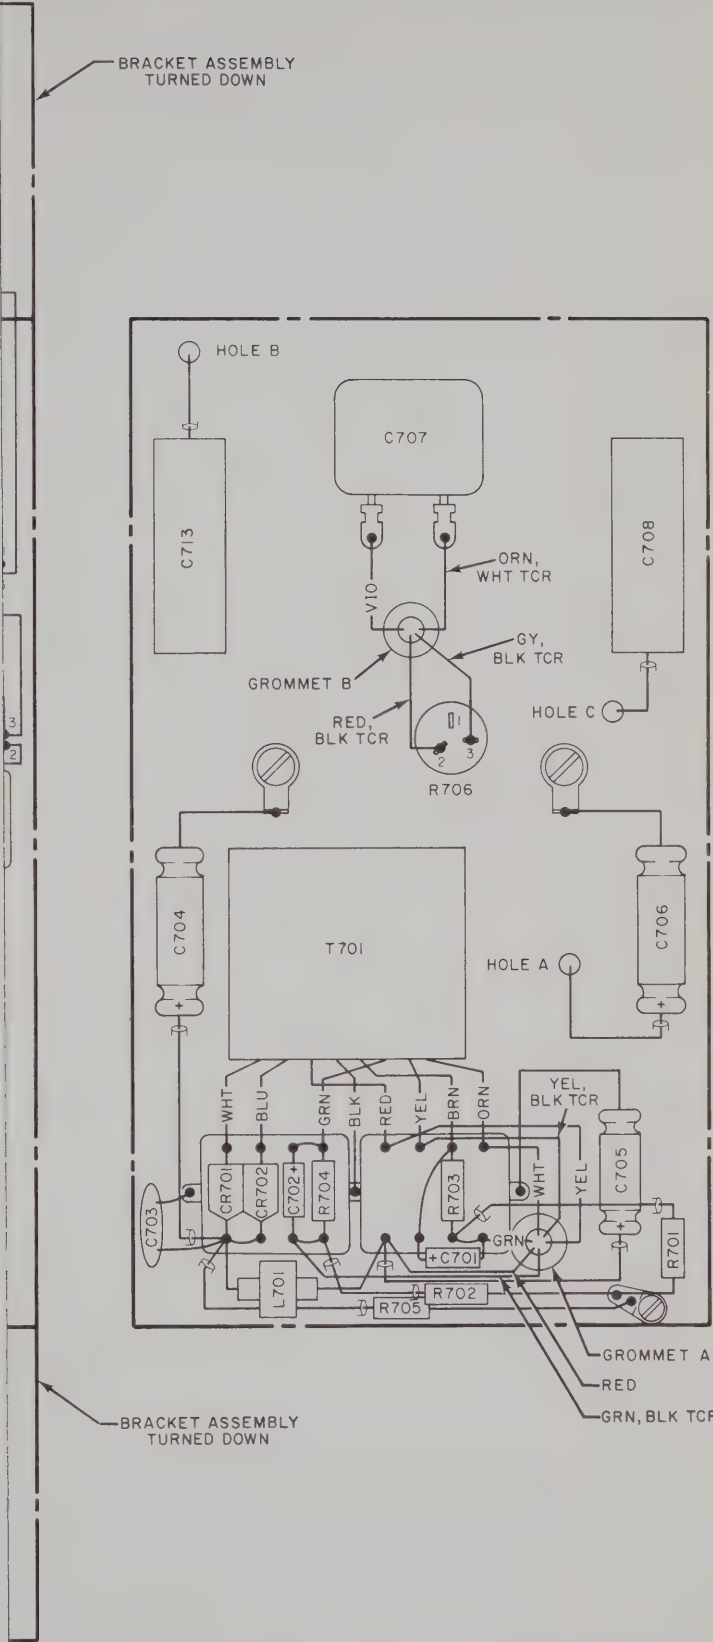 BRACKET ASSEMBLY
TURNED DOWN
HOLE B
C707
C713
C708
VIO
ORN,
WHT TCR
GY,
BLK TCR
GROMMET B
RED,
BLK TCR
HOLE C
1
2
3
R706
3
2
C704
+
T701
HOLE A
C706
+
WHT
BLU
GRN
BLK
RED
YEL
BRN
ORN
YEL,
BLK TCR
C703
CR701
CR702
C702+
R704
R703
WHT
YEL
C705
+
GRN
+C701
R701
L701
R702
R705
GROMMET A
RED
GRN, BLK TCR
BRACKET ASSEMBLY
TURNED DOWN